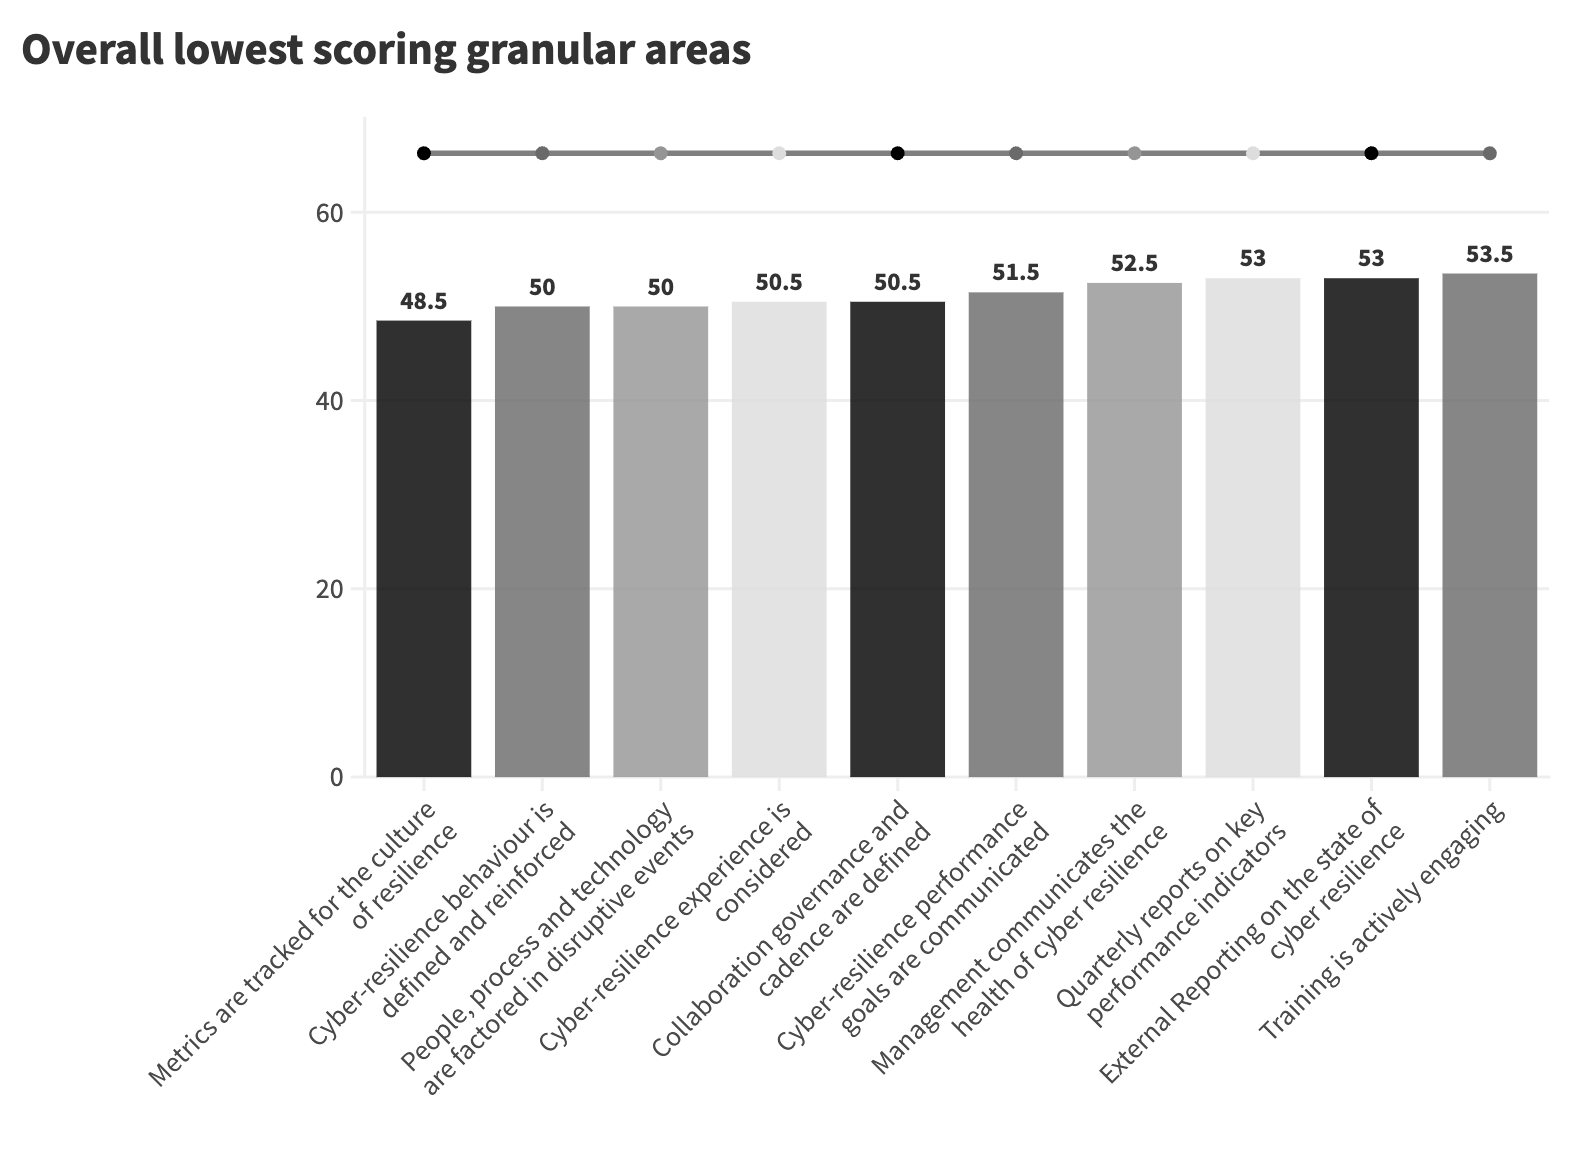 Overall lowest scoring granular areas
60
40
20
0
48.5
50
50
50.5
50.5
51.5
52.5
53
53
53.5
Metrics are tracked for the culture
of resilience
Cyber-resilience behaviour is
defined and reinforced
People, process and technology
are factored in disruptive events
Cyber-resilience experience is
considered
Collaboration governance and
cadence are defined
Cyber-resilience performance
goals are communicated
Management communicates the
health of cyber resilience
Quarterly reports on key
performance indicators
External Reporting on the state of
cyber resilience
Training is actively engaging